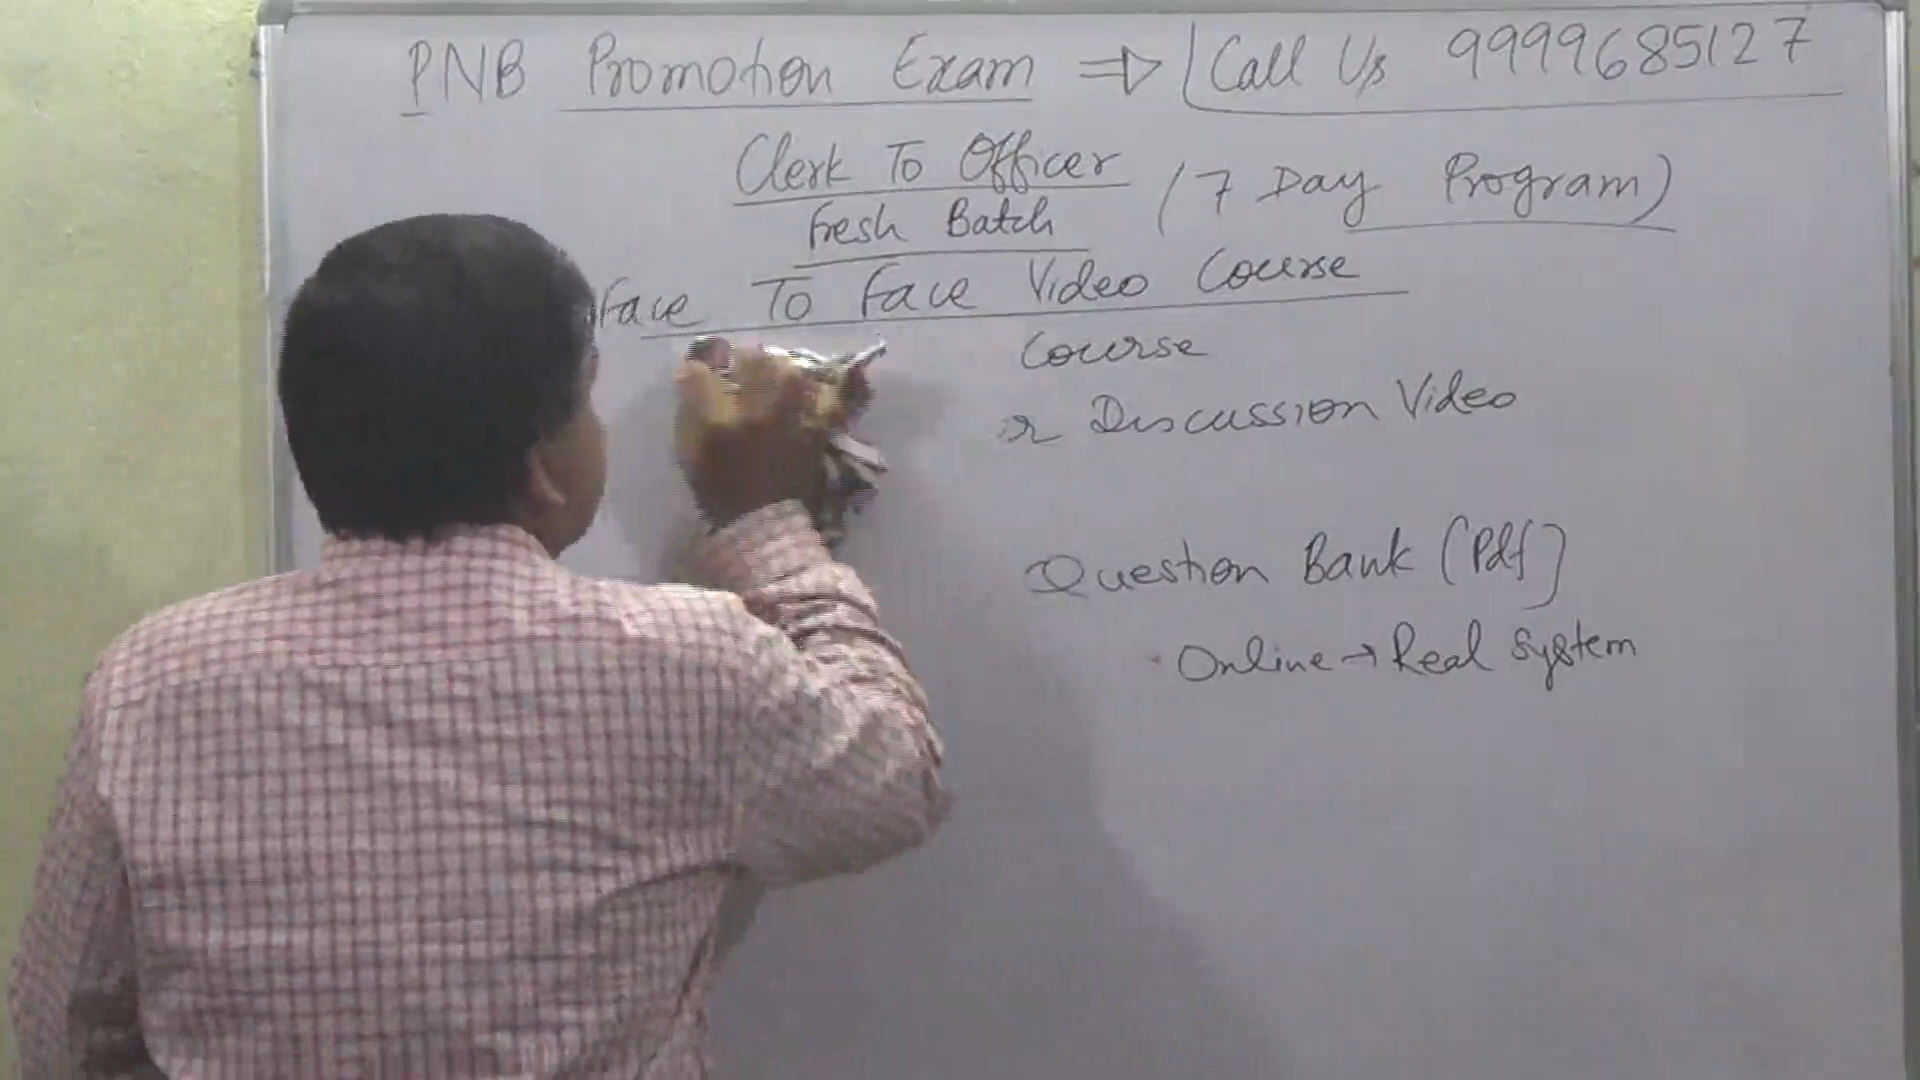 PNB Promotion Exam ⇒ Call Us 9999685127
Clerk To Officer
Fresh Batch (7 Day Program)
Face To Face Video Course
Course
r Discussion Video
Question Bank (Pdf)
Online → Real System